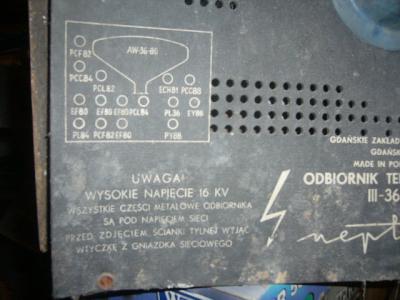 AW-36-80
PCF82
PCC84
PCL82
ECH81 PCC88
EF80 EF80 EF80 PCL84 PL36 EY86
PL84 PCF82 EF80 PY88
UWAGA!
WYSOKIE NAPIĘCIE 16 KV
WSZYSTKIE CZĘŚCI METALOWE ODBIORNIKA
SĄ POD NAPIĘCIEM SIECI
PRZED ZDJĘCIEM ŚCIANKI TYLNEJ WYJĄĆ
WTYCZKĘ Z GNIAZDKA SIECIOWEGO
GDAŃSKIE ZAKŁAD
GDAŃSK
MADE IN PO
ODBIORNIK TE
III-36
nept